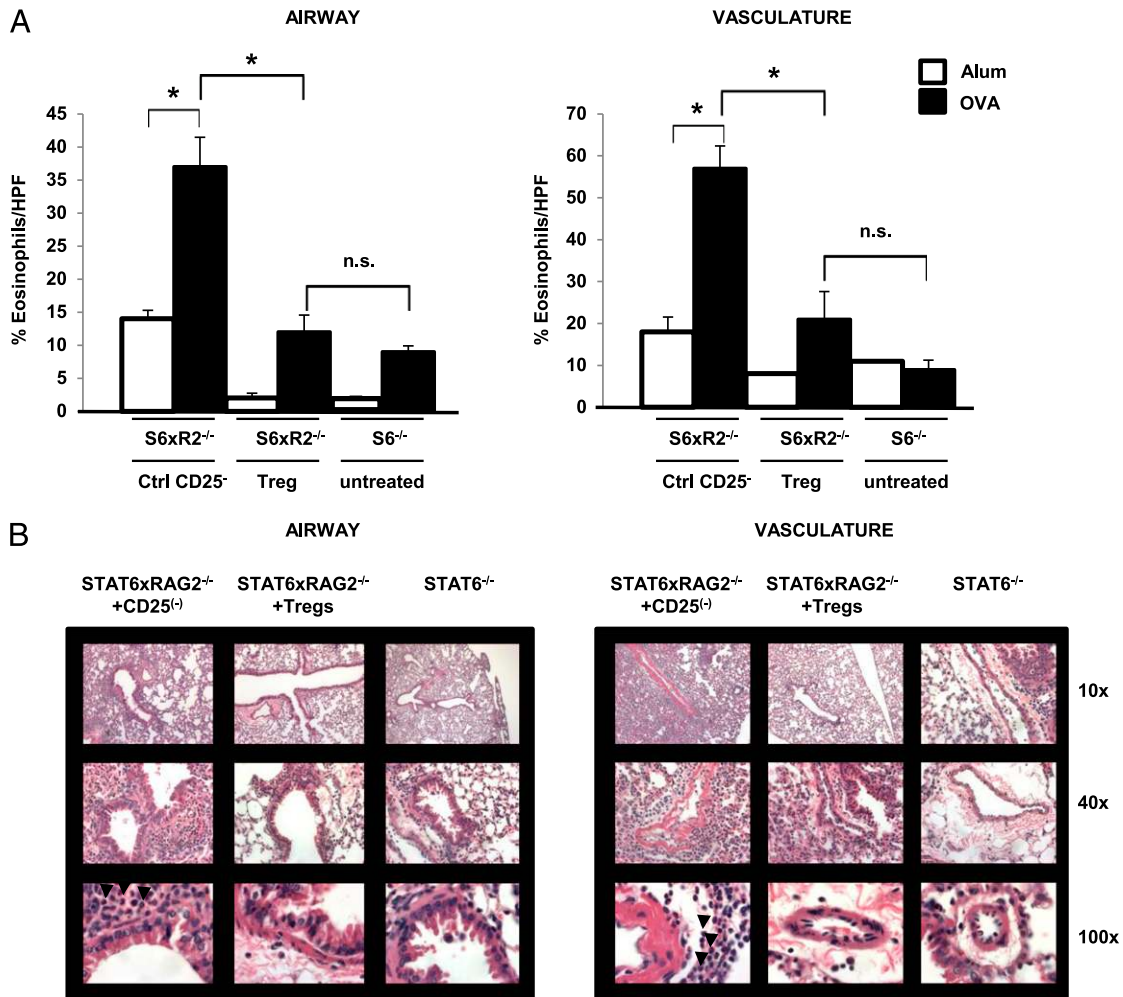 A
AIRWAY
VASCULATURE
Alum
OVA
% Eosinophils/HPF
45
40
35
30
25
20
15
10
5
0
*
*
n.s.
S6xR2-/-
S6xR2-/-
S6-/-
Ctrl CD25-
Treg
untreated
% Eosinophils/HPF
70
60
50
40
30
20
10
0
*
*
n.s.
S6xR2-/-
S6xR2-/-
S6-/-
Ctrl CD25-
Treg
untreated
B
AIRWAY
VASCULATURE
STAT6xRAG2-/-
+CD25(-)
STAT6xRAG2-/-
+Tregs
STAT6-/-
STAT6xRAG2-/-
+CD25(-)
STAT6xRAG2-/-
+Tregs
STAT6-/-
10x
40x
100x